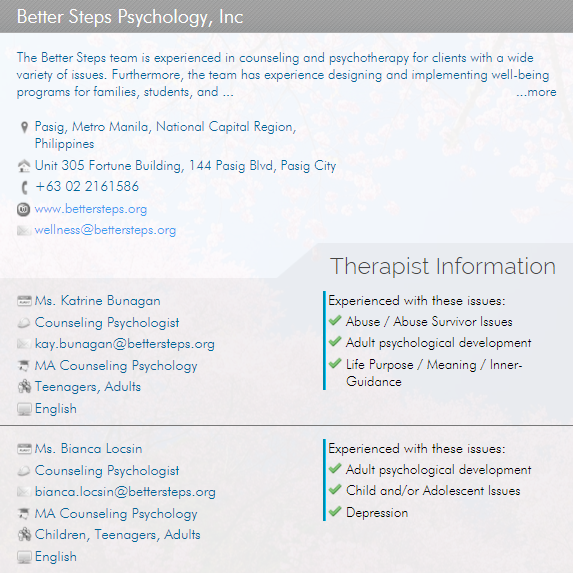 Better Steps Psychology, Inc
The Better Steps team is experienced in counseling and psychotherapy for clients with a wide
variety of issues. Furthermore, the team has experience designing and implementing well-being
programs for families, students, and ... ...more
Pasig, Metro Manila, National Capital Region,
Philippines
Unit 305 Fortune Building, 144 Pasig Blvd, Pasig City
+63 02 2161586
www.bettersteps.org
wellness@bettersteps.org
Therapist Information
Ms. Katrine Bunagan
Counseling Psychologist
kay.bunagan@bettersteps.org
MA Counseling Psychology
Teenagers, Adults
English
Experienced with these issues:
Abuse / Abuse Survivor Issues
Adult psychological development
Life Purpose / Meaning / Inner-
Guidance
Ms. Bianca Locsin
Counseling Psychologist
bianca.locsin@bettersteps.org
MA Counseling Psychology
Children, Teenagers, Adults
English
Experienced with these issues:
Adult psychological development
Child and/or Adolescent Issues
Depression